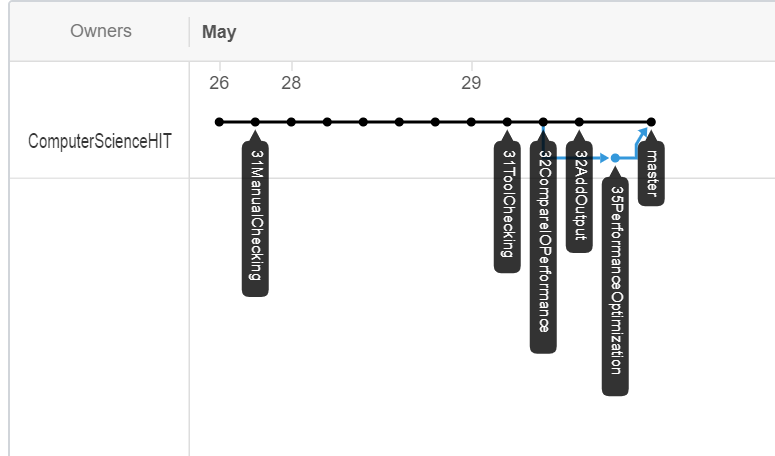 Owners
May
26
28
29
ComputerScienceHIT
31ManualChecking
31ToolChecking
32CompareIOPerformance
32AddOutput
35PerformanceOptimization
master